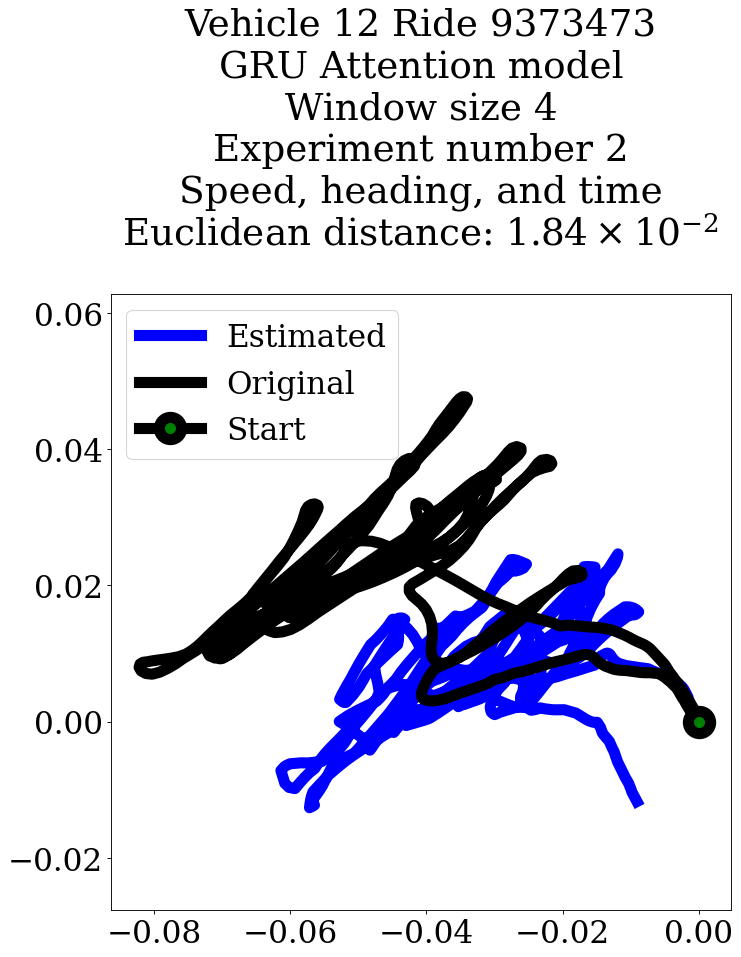 Vehicle 12 Ride 9373473
GRU Attention model
Window size 4
Experiment number 2
Speed, heading, and time
Euclidean distance: 1.84 × 10⁻²
0.06
0.04
0.02
0.00
−0.02
Estimated
Original
Start
−0.08 −0.06 −0.04 −0.02 0.00